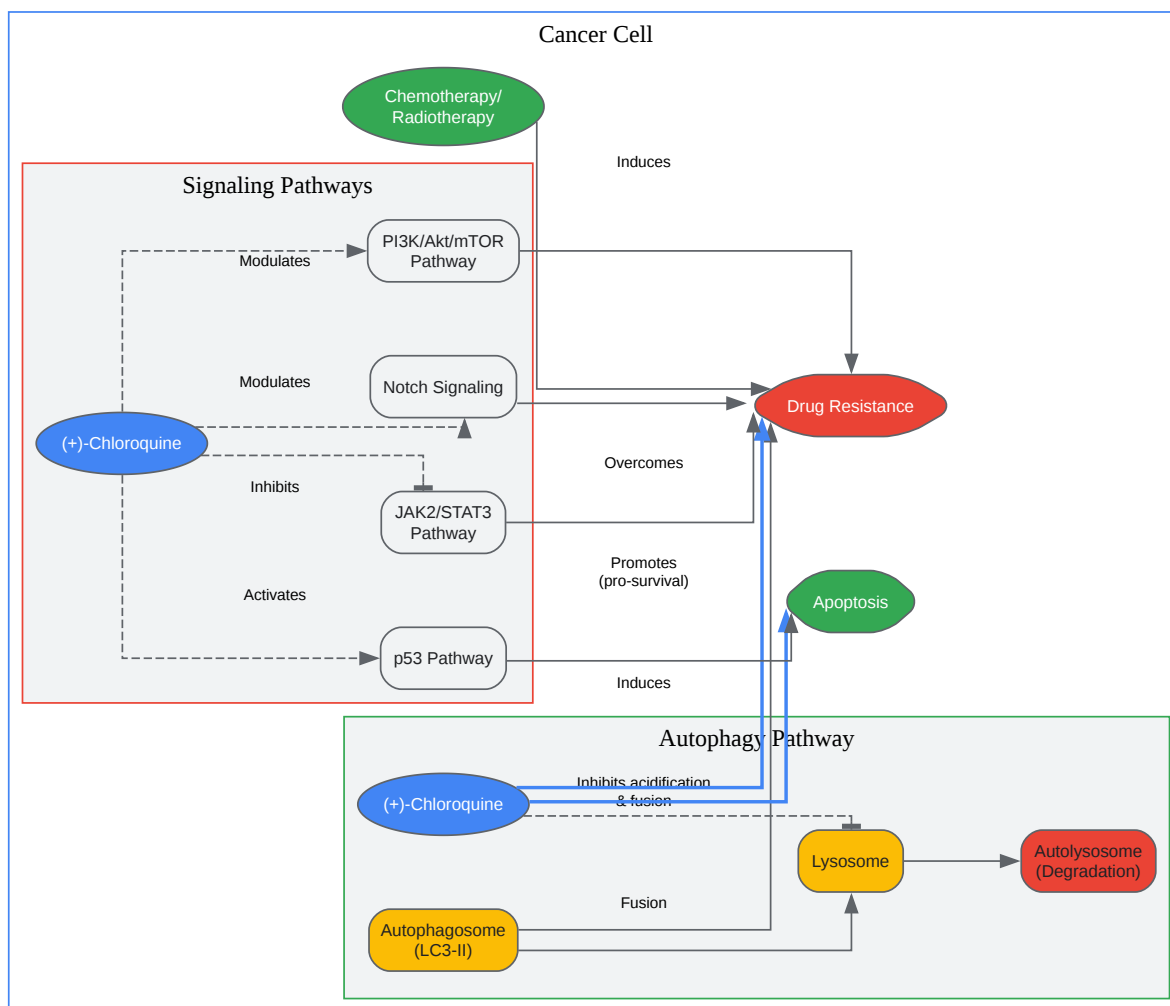 Cancer Cell
Chemotherapy/
Radiotherapy
Induces
Signaling Pathways
PI3K/Akt/mTOR
Pathway
Modulates
Modulates
Notch Signaling
Drug Resistance
(+)-Chloroquine
Overcomes
Inhibits
JAK2/STAT3
Pathway
Promotes
(pro-survival)
Activates
Apoptosis
p53 Pathway
Induces
Autophagy Pathway
Inhibits acidification
& fusion
(+)-Chloroquine
Lysosome
Autolysosome
(Degradation)
Fusion
Autophagosome
(LC3-II)